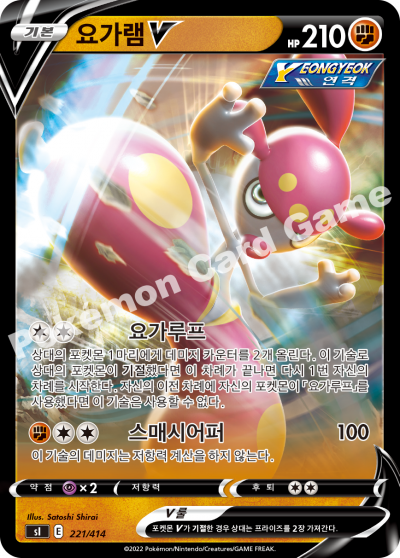 기본 요가램 V HP 210
YEONGYEOK
연격
요가루프
상대의 포켓몬 1마리에게 데미지 카운터를 2개 올린다. 이 기술로
상대의 포켓몬이 기절했다면 이 차례가 끝나면 다시 1번 자신의
차례를 시작한다. 자신의 이전 차례에 자신의 포켓몬이 「요가루프」를
사용했다면 이 기술은 사용할 수 없다.
스매시어퍼 100
이 기술의 데미지는 저항력 계산을 하지 않는다.
약점 ×2 저항력 후퇴
V 룰
포켓몬 V가 기절한 경우 상대는 프라이즈를 2장 가져간다.
Illus. Satoshi Shirai
sI E 221/414
©2022 Pokémon/Nintendo/Creatures/GAME FREAK.
Pokémon Card Game